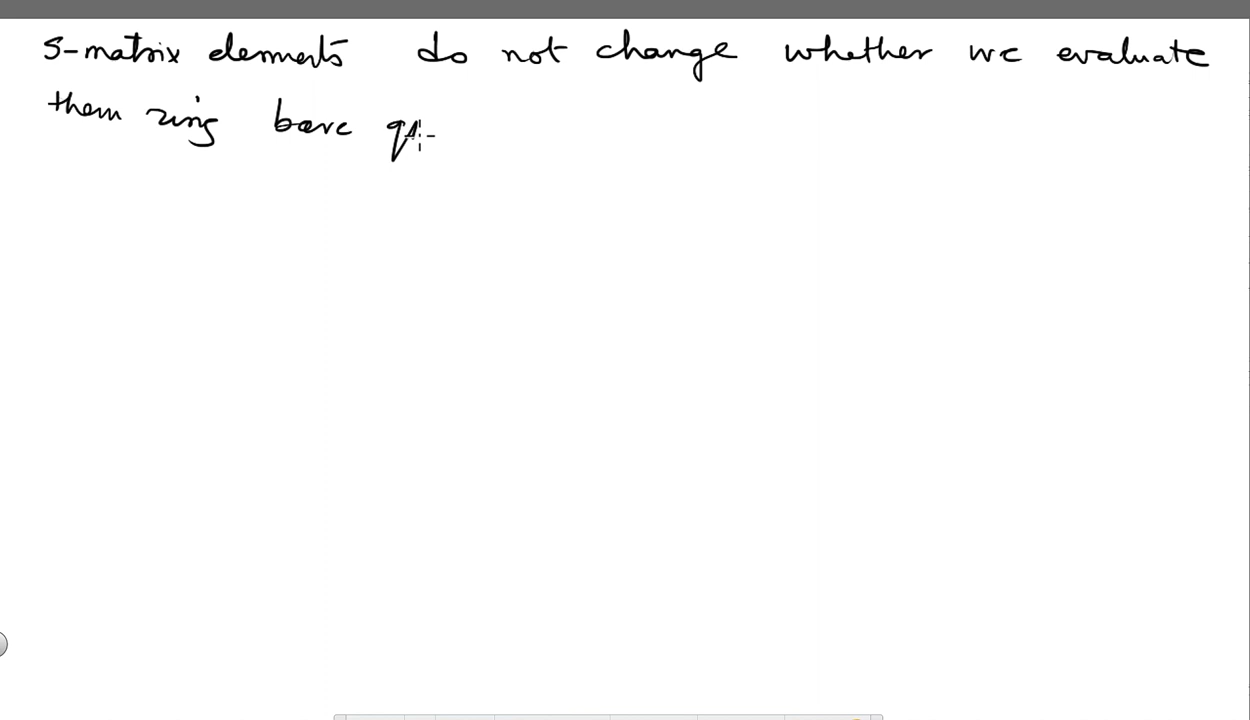 S-matrix elements do not change whether we evaluate
them using bare